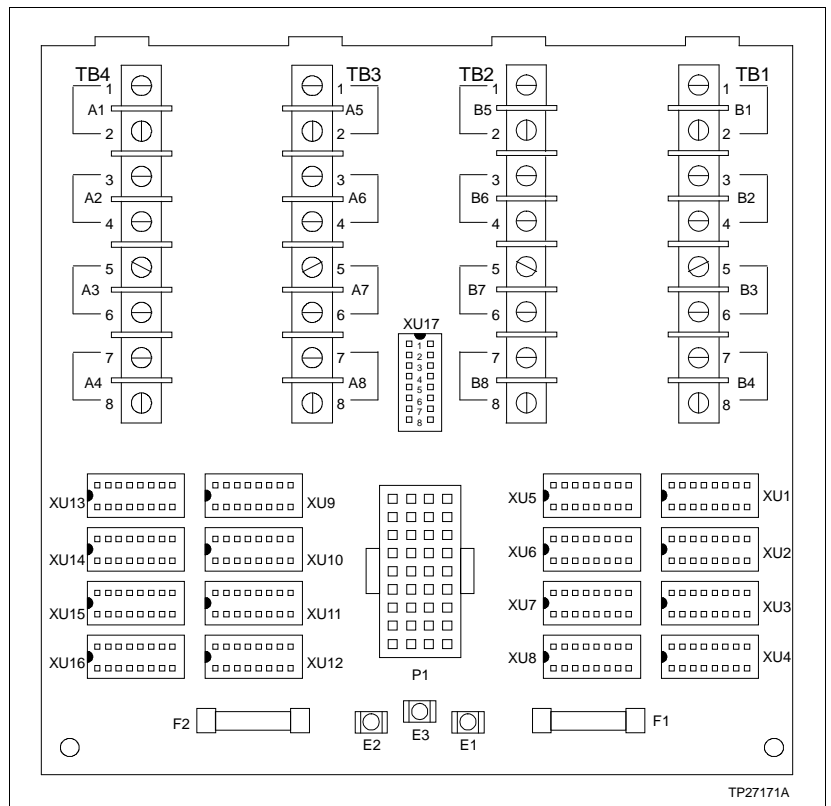 TB4 TB3 TB2 TB1
1 1 1 1
A1 A5 B5 B1
2 2 2 2
3 3 3 3
A2 A6 B6 B2
4 4 4 4
5 5 5 5
A3 A7 B7 B3
6 6 6 6
XU17
7 7 7 7
A4 A8 B8 B4
8 8 8 8
1
2
3
4
5
6
7
8
XU13 XU9 XU5 XU1
XU14 XU10 XU6 XU2
XU15 XU11 XU7 XU3
XU16 XU12 XU8 XU4
P1
F2 E2 E3 E1 F1
TP27171A